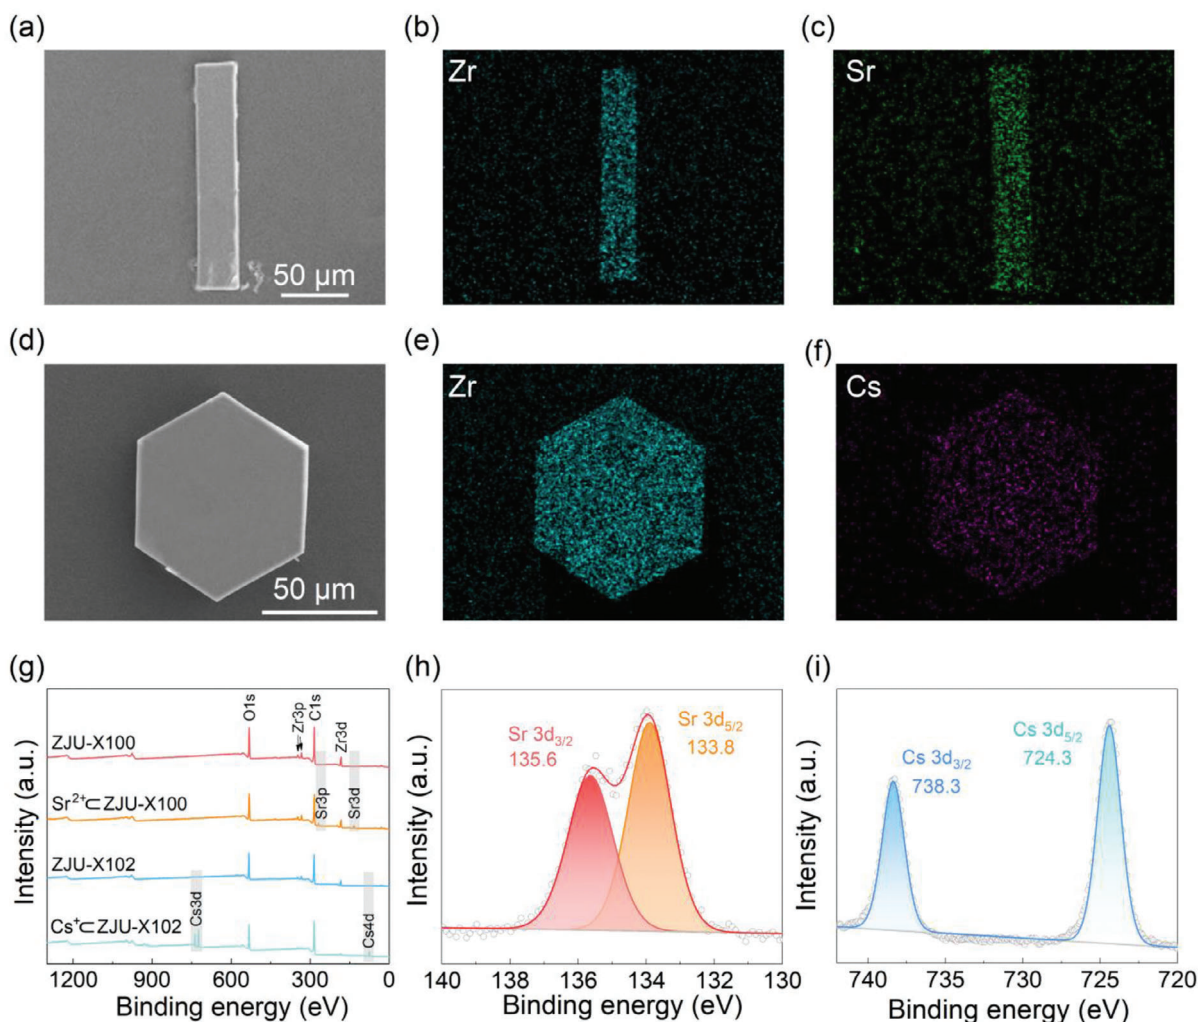 (a)
(b)
(c)
Zr
Sr
50 μm
(d)
(e)
(f)
Zr
Cs
50 μm
(g)
(h)
(i)
Intensity (a.u.)
O1s
Zr3p
C1s
Zr3d
ZJU-X100
Sr²⁺⊂ZJU-X100
Sr3p
Sr3d
ZJU-X102
Cs⁺⊂ZJU-X102
Cs3d
Cs4d
1200 900 600 300 0
Binding energy (eV)
Intensity (a.u.)
Sr 3d₃/₂
135.6
Sr 3d₅/₂
133.8
140 138 136 134 132 130
Binding energy (eV)
Intensity (a.u.)
Cs 3d₃/₂
738.3
Cs 3d₅/₂
724.3
740 735 730 725 720
Binding energy (eV)